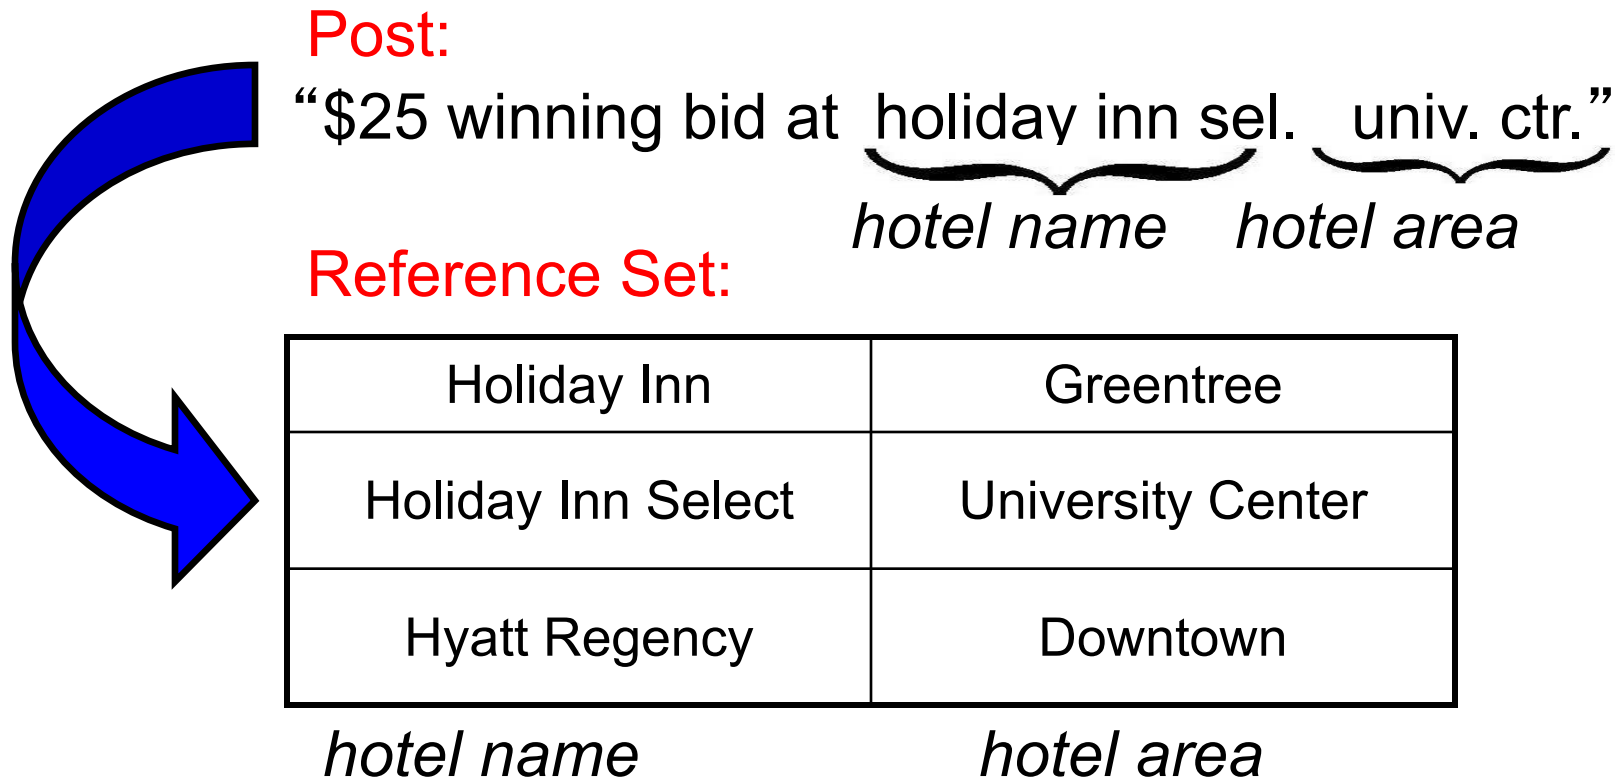 Post:
“$25 winning bid at holiday inn sel. univ. ctr.”
hotel name hotel area
Reference Set:
Holiday Inn Greentree
Holiday Inn Select University Center
Hyatt Regency Downtown
hotel name hotel area